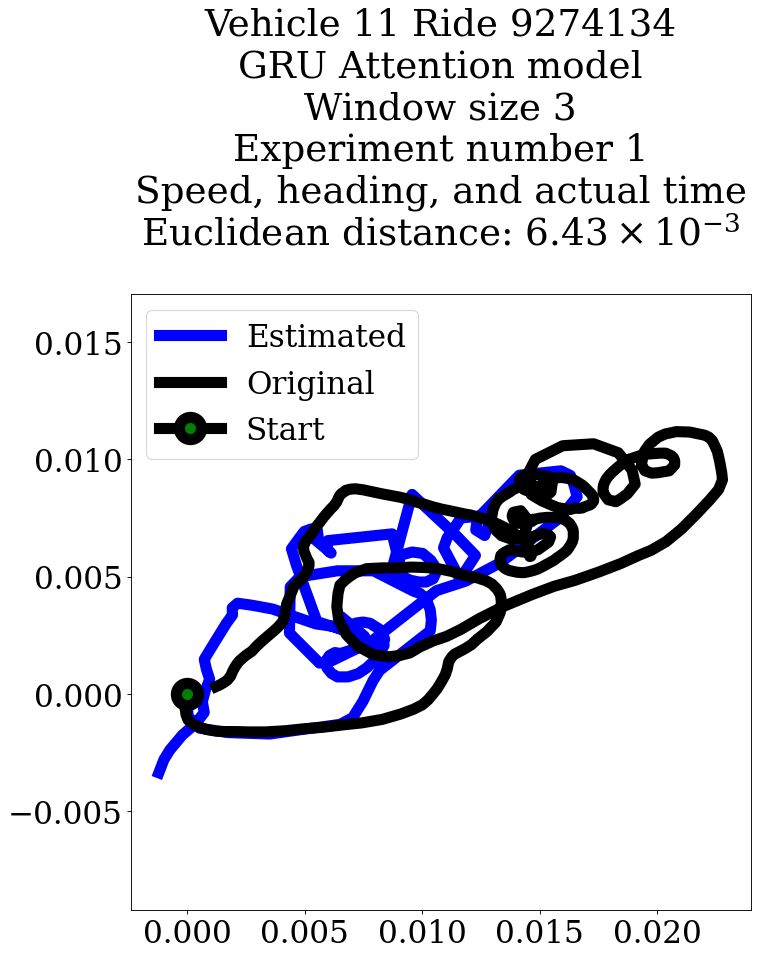 Vehicle 11 Ride 9274134
GRU Attention model
Window size 3
Experiment number 1
Speed, heading, and actual time
Euclidean distance: 6.43 × 10⁻³
Estimated
Original
Start
0.015
0.010
0.005
0.000
−0.005
0.000 0.005 0.010 0.015 0.020